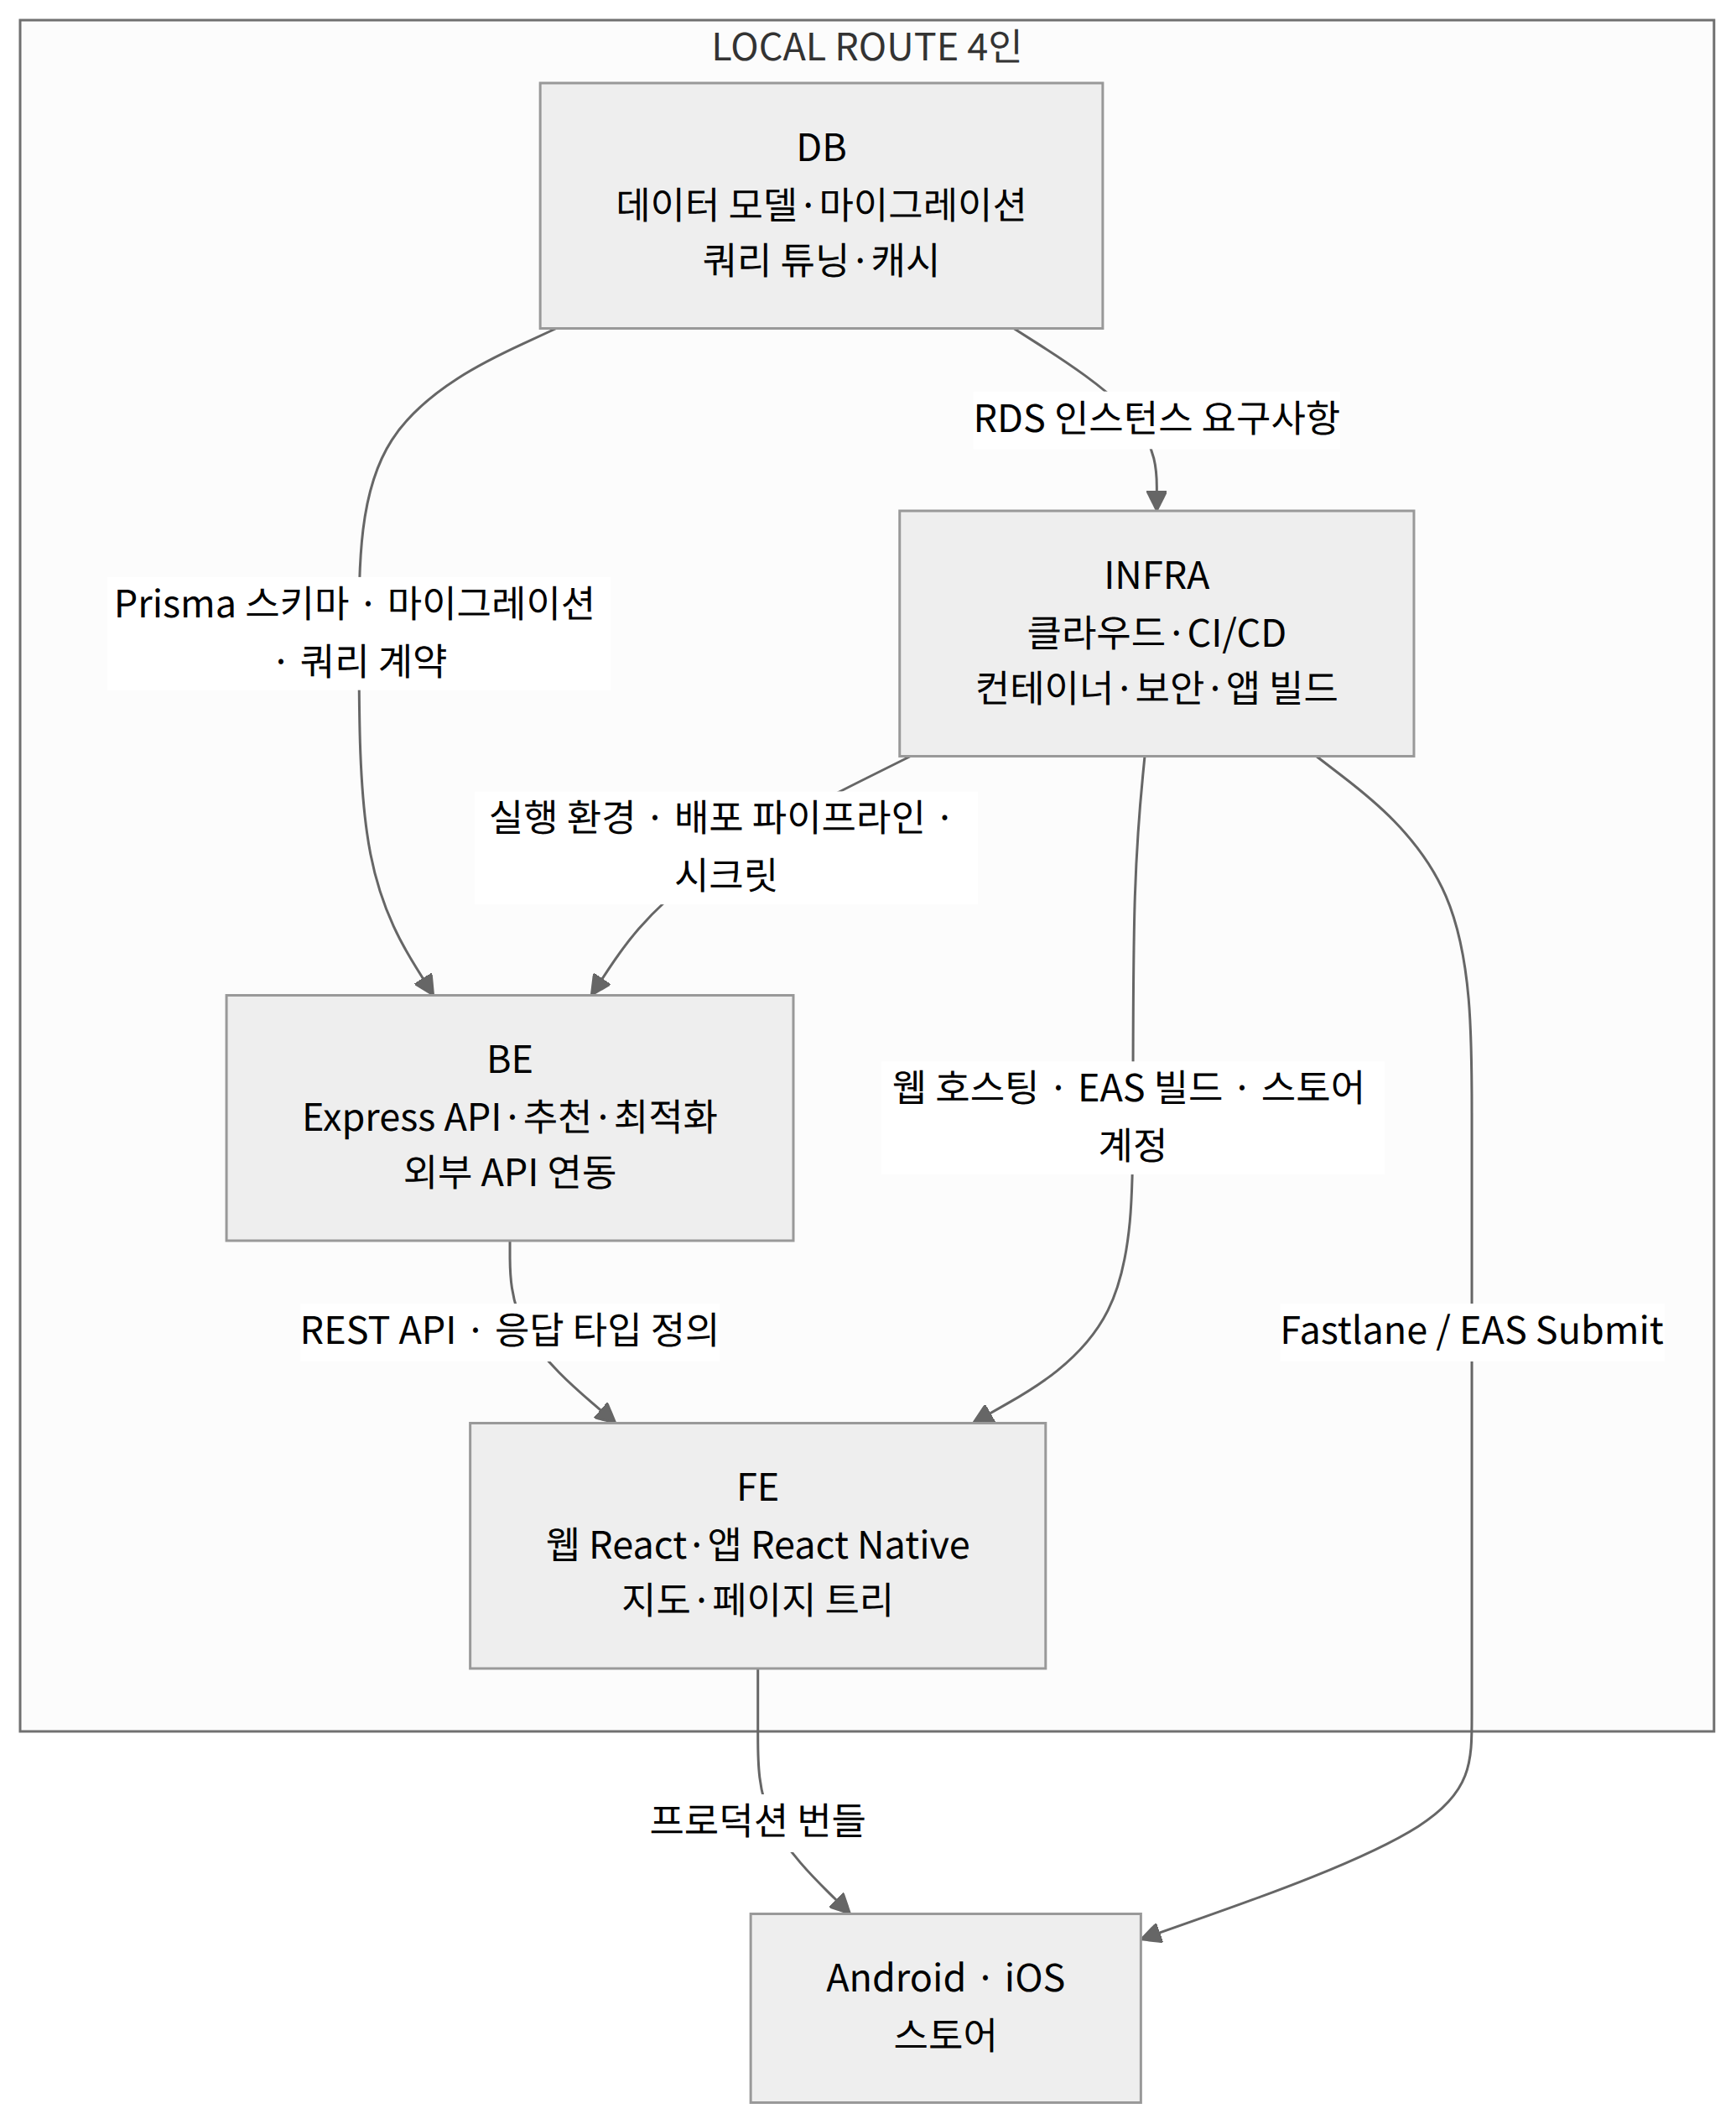 LOCAL ROUTE 4인
DB
데이터 모델·마이그레이션
쿼리 튜닝·캐시
RDS 인스턴스 요구사항
INFRA
클라우드·CI/CD
컨테이너·보안·앱 빌드
Prisma 스키마 · 마이그레이션
· 쿼리 계약
실행 환경 · 배포 파이프라인 ·
시크릿
BE
Express API·추천·최적화
외부 API 연동
웹 호스팅 · EAS 빌드 · 스토어
계정
REST API · 응답 타입 정의
Fastlane / EAS Submit
FE
웹 React·앱 React Native
지도·페이지 트리
프로덕션 번들
Android · iOS
스토어